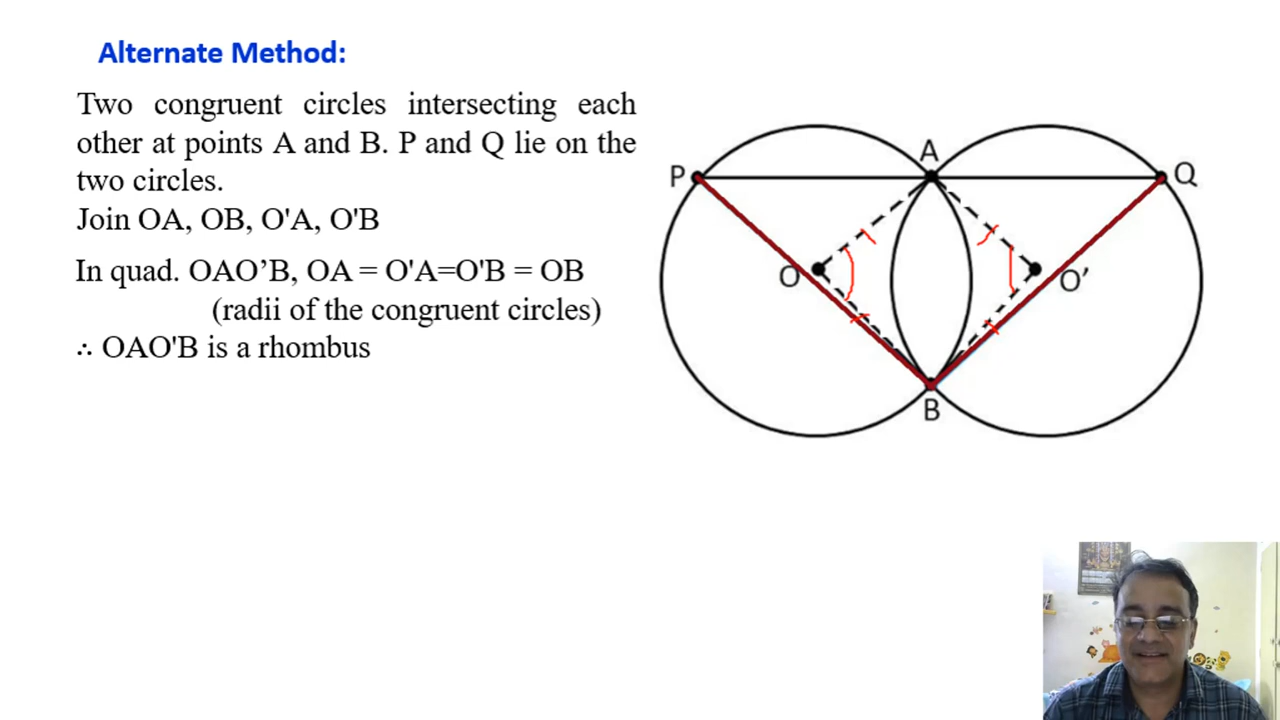 Alternate Method:
Two congruent circles intersecting each
other at points A and B. P and Q lie on the
two circles.
Join OA, OB, O'A, O'B
In quad. OAO’B, OA = O'A=O'B = OB
(radii of the congruent circles)
∴ OAO'B is a rhombus
A
P
Q
O
O’
B